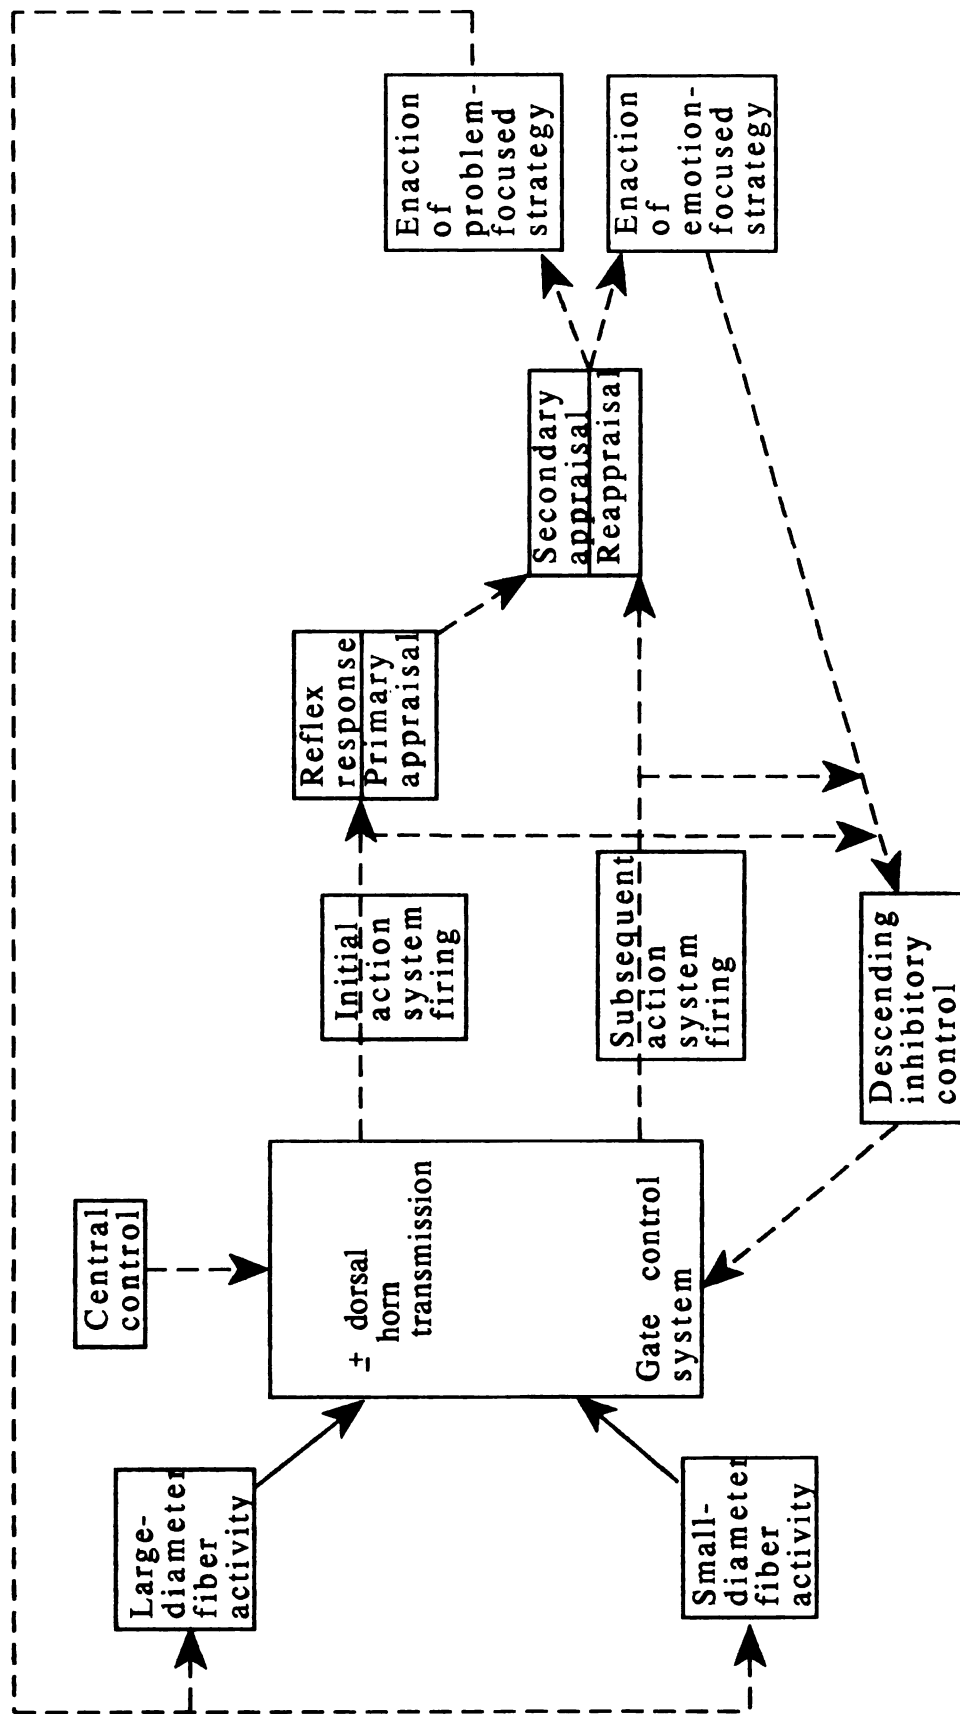 Large-
diameter
fiber
activity
Small-
diameter
fiber
activity
Central
control
± dorsal
horn
transmission
Gate control
system
Initial
action
system
firing
Subsequent
action
system
firing
Descending
inhibitory
control
Reflex
response
Primary
appraisal
Secondary
appraisal
Reappraisal
Enaction
of
problem-
focused
strategy
Enaction
of
emotion-
focused
strategy